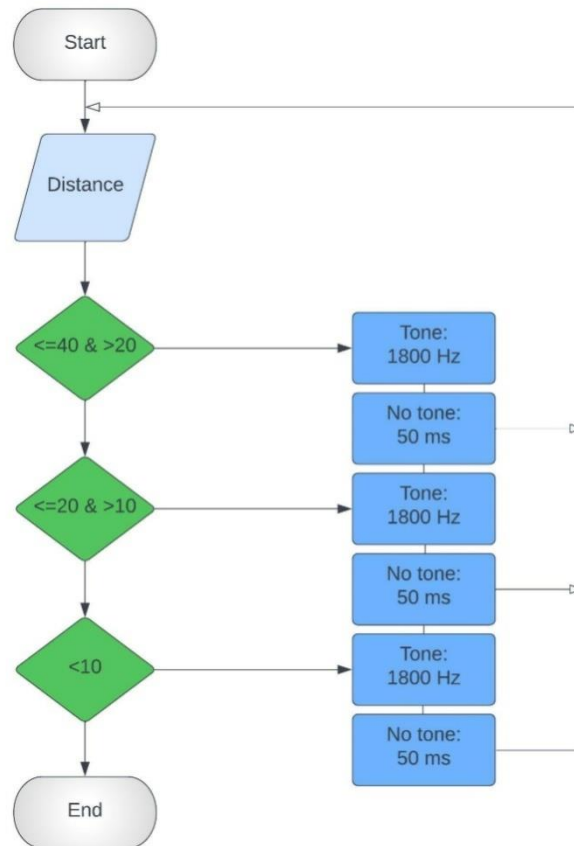 Start
Distance
<=40 & >20
Tone:
1800 Hz
No tone:
50 ms
<=20 & >10
Tone:
1800 Hz
No tone:
50 ms
<10
Tone:
1800 Hz
No tone:
50 ms
End